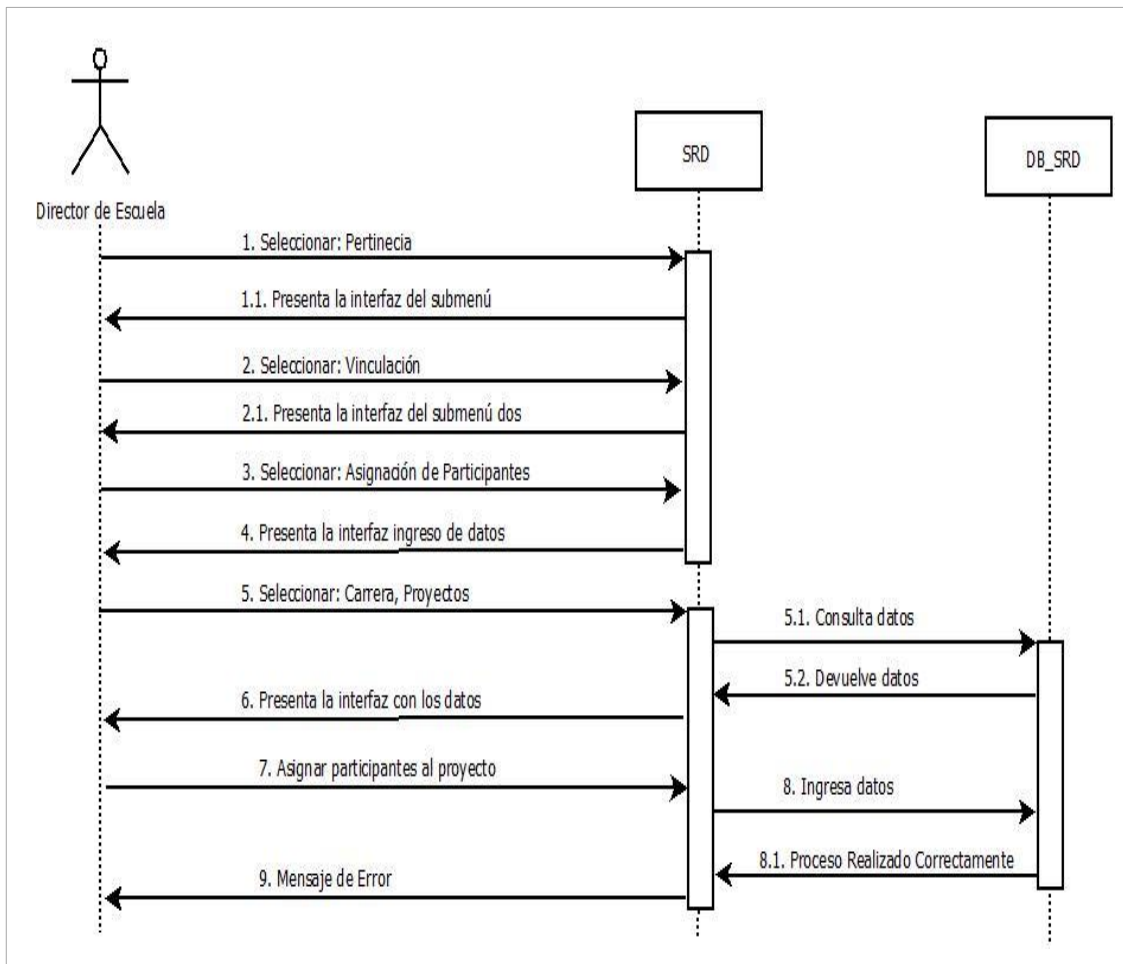 SRD
DB_SRD
Director de Escuela
1. Seleccionar: Pertinecia
1.1. Presenta la interfaz del submenú
2. Seleccionar: Vinculación
2.1. Presenta la interfaz del submenú dos
3. Seleccionar: Asignación de Participantes
4. Presenta la interfaz ingreso de datos
5. Seleccionar: Carrera, Proyectos
5.1. Consulta datos
5.2. Devuelve datos
6. Presenta la interfaz con los datos
7. Asignar participantes al proyecto
8. Ingresa datos
8.1. Proceso Realizado Correctamente
9. Mensaje de Error